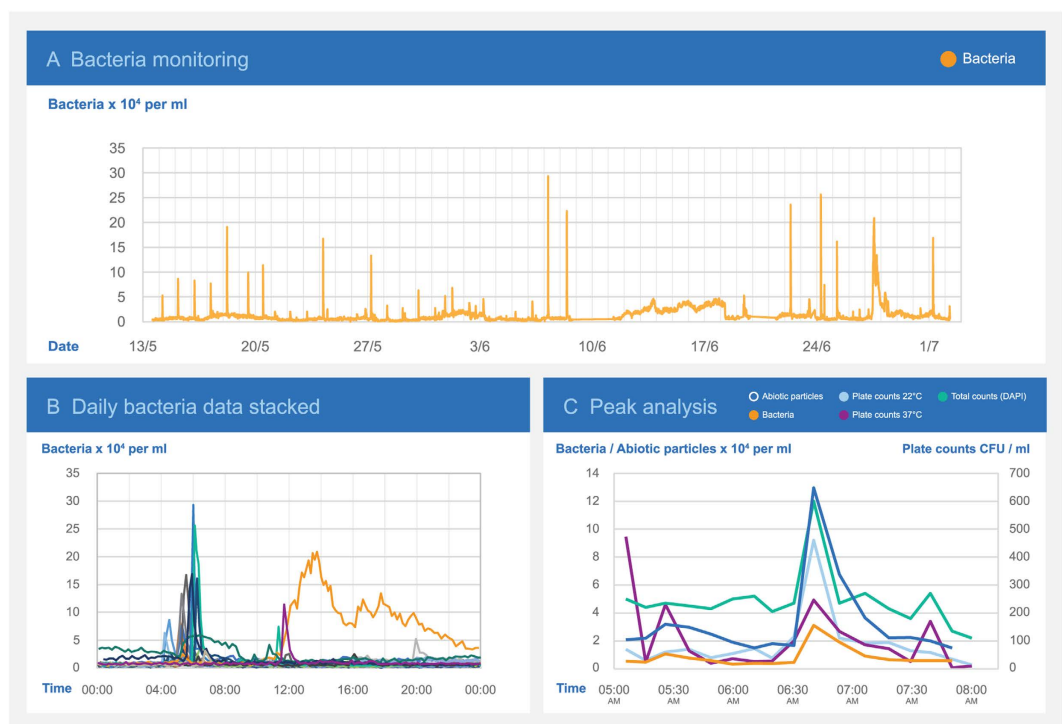 A Bacteria monitoring
Bacteria
Bacteria x 10⁴ per ml
35
30
25
20
15
10
5
0
Date 13/5 20/5 27/5 3/6 10/6 17/6 24/6 1/7
B Daily bacteria data stacked
Bacteria x 10⁴ per ml
35
30
25
20
15
10
5
0
Time 00:00 04:00 08:00 12:00 16:00 20:00 00:00
C Peak analysis
Abiotic particles Plate counts 22°C Total counts (DAPI)
Bacteria Plate counts 37°C
Bacteria / Abiotic particles x 10⁴ per ml Plate counts CFU / ml
14 700
12 600
10 500
8 400
6 300
4 200
2 100
0 0
Time 05:00 05:30 06:00 06:30 07:00 07:30 08:00
AM AM AM AM AM AM AM